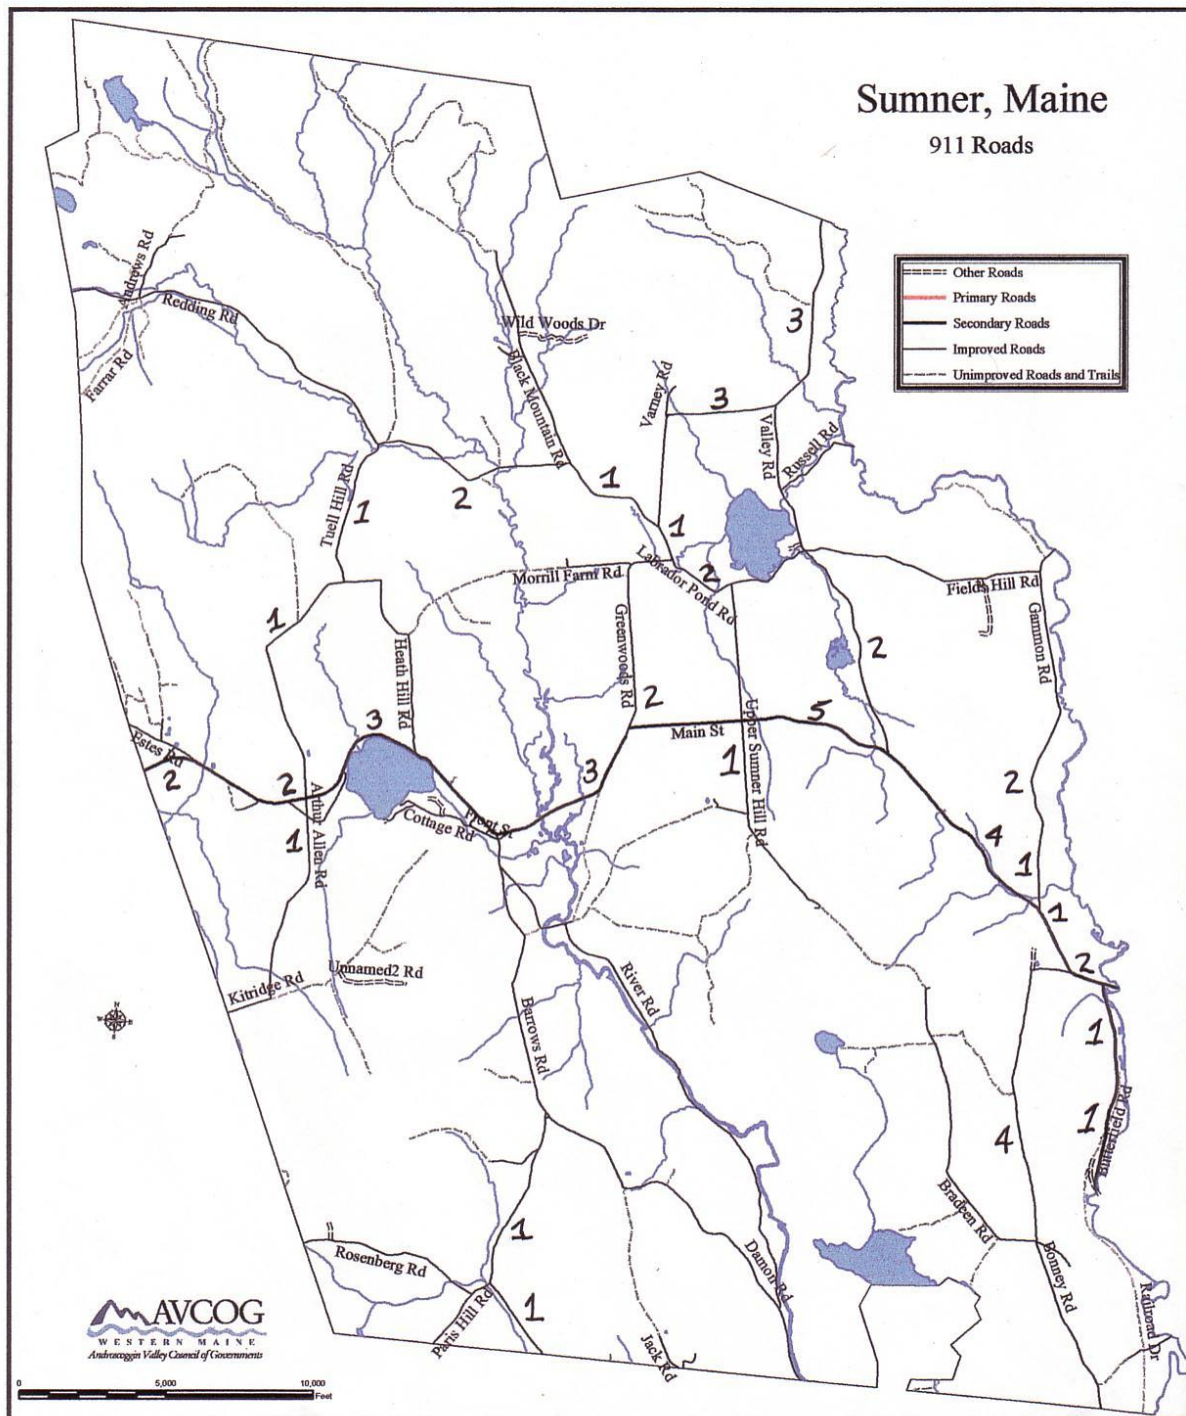 Sumner, Maine
911 Roads
Other Roads
Primary Roads
Secondary Roads
Improved Roads
Unimproved Roads and Trails
Andrews Rd
Redding Rd
Farrar Rd
Wild Woods Dr
Black Mountain Rd
Varney Rd
3
3
Valley Rd
Russell Rd
Tuell Hill Rd
1
2
1
1
Labrador Pond Rd
2
Morrill Farm Rd
Fields Hill Rd
Gammon Rd
1
Heath Hill Rd
Greenwoods Rd
2
2
Estes Rd
2
2
3
Main St
5
Upper Sumner Hill Rd
1
3
2
Arthur Allen Rd
1
Cottage Rd
Front St
4
1
1
2
Kitridge Rd
Unnamed2 Rd
River Rd
Barrows Rd
1
1
Butterfield Rd
4
N
W
E
S
Bradeen Rd
Bonney Rd
Railroad Dr
1
Rosenberg Rd
Paris Hill Rd
1
Damon Rd
Jack Rd
AVCOG
WESTERN MAINE
Androscoggin Valley Council of Governments
0
5,000
10,000
Feet